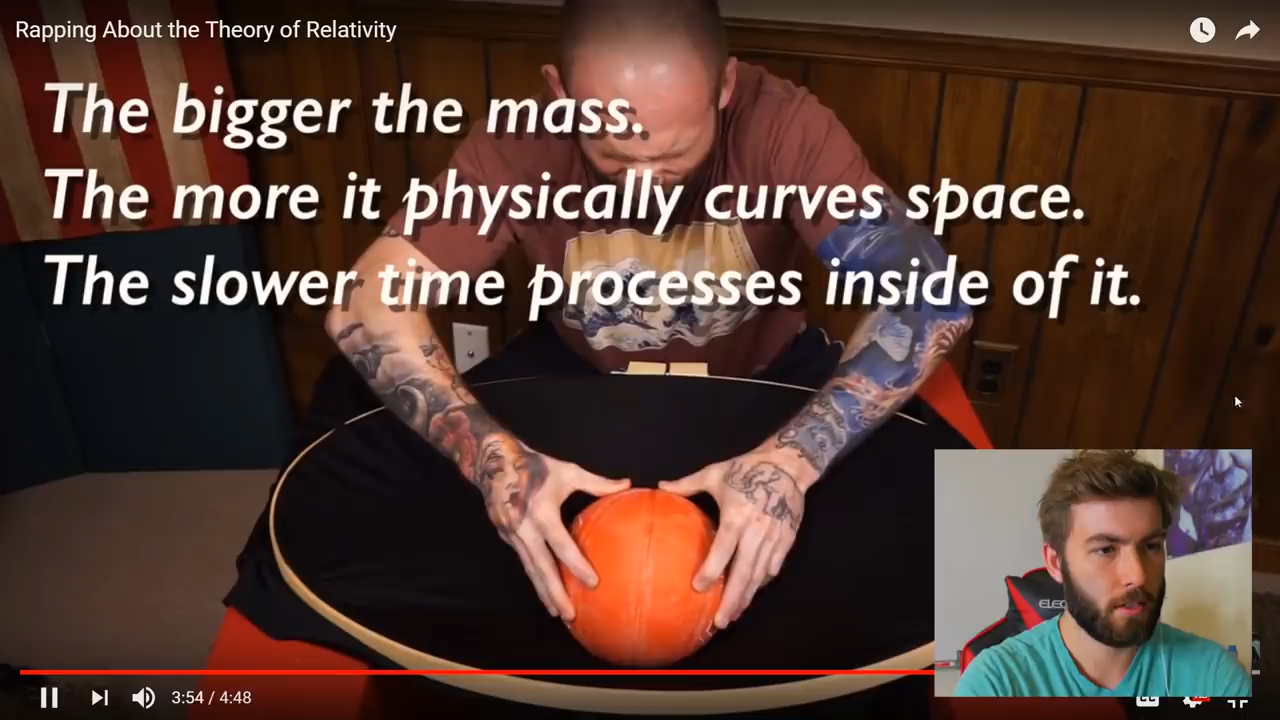 Rapping About the Theory of Relativity
The bigger the mass.
The more it physically curves space.
The slower time processes inside of it.
3:54 / 4:48